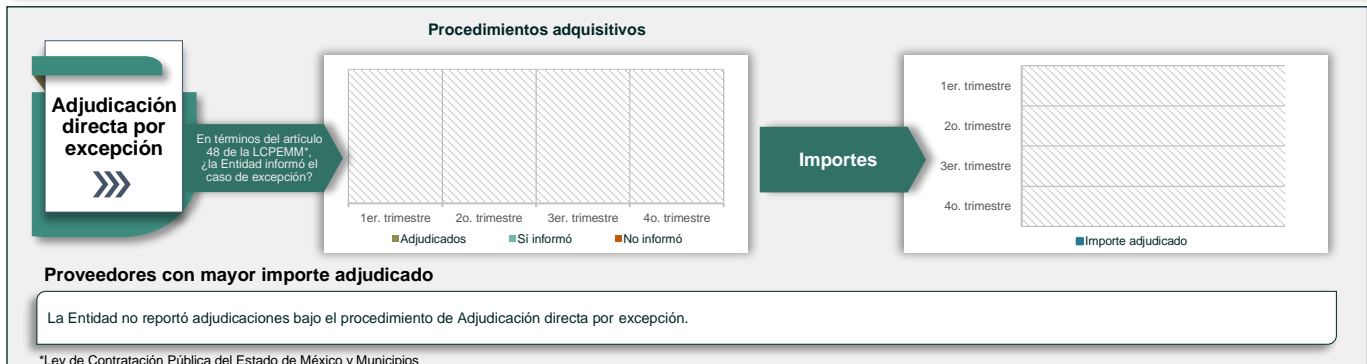 Procedimientos adquisitivos
Adjudicación
directa por
excepción
En términos del artículo
48 de la LCPEMM*,
¿la Entidad informó el
caso de excepción?
1er. trimestre 2o. trimestre 3er. trimestre 4o. trimestre
Adjudicados Sí informó No informó
Importes
1er. trimestre
2o. trimestre
3er. trimestre
4o. trimestre
Importe adjudicado
Proveedores con mayor importe adjudicado
La Entidad no reportó adjudicaciones bajo el procedimiento de Adjudicación directa por excepción.
*Ley de Contratación Pública del Estado de México y Municipios